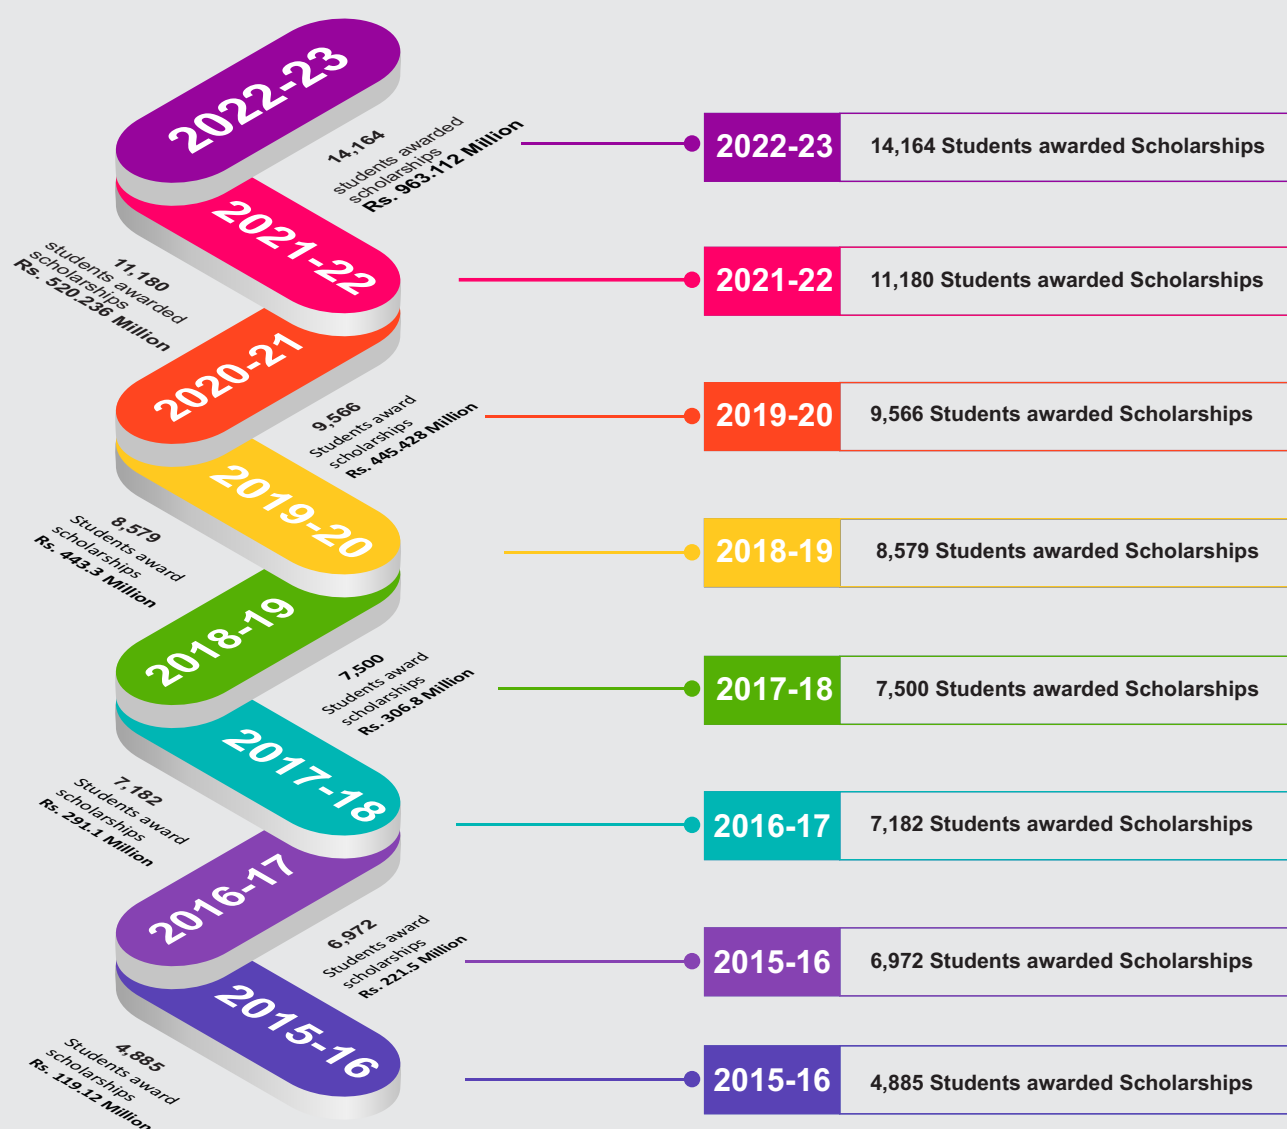 2022-23
14,164
students awarded
scholarships
Rs. 963.112 Million
2021-22
11,180
students awarded
scholarships
Rs. 520.236 Million
2020-21
9,566
Students award
scholarships
Rs. 445.428 Million
2019-20
8,579
Students award
scholarships
Rs. 443.3 Million
2018-19
7,500
Students award
scholarships
Rs. 306.8 Million
2017-18
7,182
Students award
scholarships
Rs. 291.1 Million
2016-17
6,972
Students award
scholarships
Rs. 221.5 Million
2015-16
4,885
Students award
scholarships
Rs. 119.12 Million
2022-23 14,164 Students awarded Scholarships
2021-22 11,180 Students awarded Scholarships
2019-20 9,566 Students awarded Scholarships
2018-19 8,579 Students awarded Scholarships
2017-18 7,500 Students awarded Scholarships
2016-17 7,182 Students awarded Scholarships
2015-16 6,972 Students awarded Scholarships
2015-16 4,885 Students awarded Scholarships